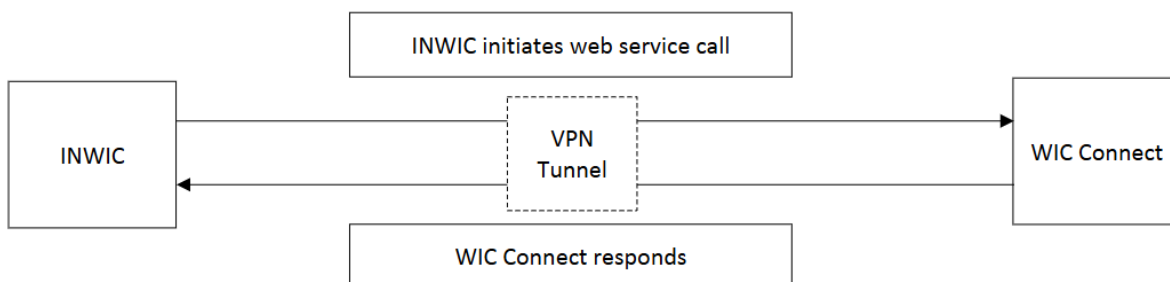 INWIC initiates web service call
INWIC
VPN
Tunnel
WIC Connect
WIC Connect responds